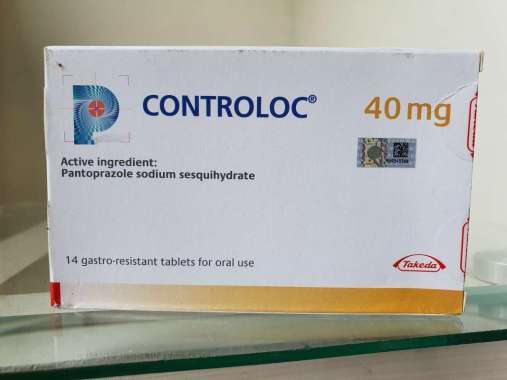 CONTROLOC®
40 mg
Active ingredient:
Pantoprazole sodium sesquihydrate
14 gastro-resistant tablets for oral use
Takeda